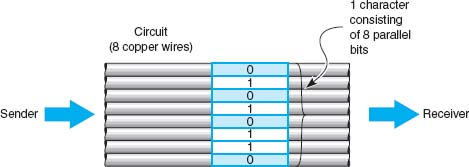 1 character
consisting
of 8 parallel
bits
Circuit
(8 copper wires)
0
1
0
1
0
1
1
0
Sender
Receiver